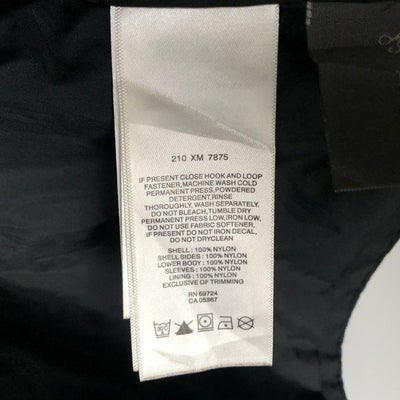 210 XM 7875
IF PRESENT CLOSE HOOK AND LOOP
FASTENER,MACHINE WASH COLD
PERMANENT PRESS,POWDERED
DETERGENT,RINSE
THOROUGHLY, WASH SEPARATELY,
DO NOT BLEACH,TUMBLE DRY
PERMANENT LOW,IRON LOW,
DO NOT USE FABRIC SOFTENER,
IF PRESENT DO NOT IRON DECAL,
DO NOT DRYCLEAN
SHELL : 100% NYLON
SHELL SIDES : 100% NYLON
LOWER BODY : 100% NYLON
SLEEVES : 100% NYLON
LINING : 100% NYLON
EXCLUSIVE OF TRIMMING
RN 69724
CA 05367